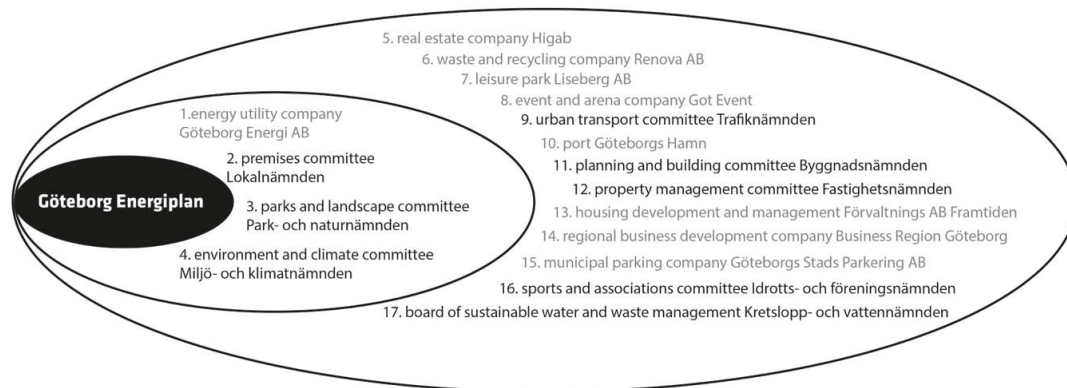 5. real estate company Higab
6. waste and recycling company Renova AB
7. leisure park Liseberg AB
8. event and arena company Got Event
9. urban transport committee Trafiknämnden
10. port Göteborgs Hamn
11. planning and building committee Byggnadsnämnden
12. property management committee Fastighetsnämnden
13. housing development and management Förvaltnings AB Framtiden
14. regional business development company Business Region Göteborg
15. municipal parking company Göteborgs Stads Parkering AB
16. sports and associations committee Idrotts- och föreningsnämnden
17. board of sustainable water and waste management Kretslopp- och vattennämnden
1.energy utility company
Göteborg Energi AB
2. premises committee
Lokalnämnden
3. parks and landscape committee
Park- och naturnämnden
4. environment and climate committee
Miljö- och klimatnämnden
Göteborg Energiplan